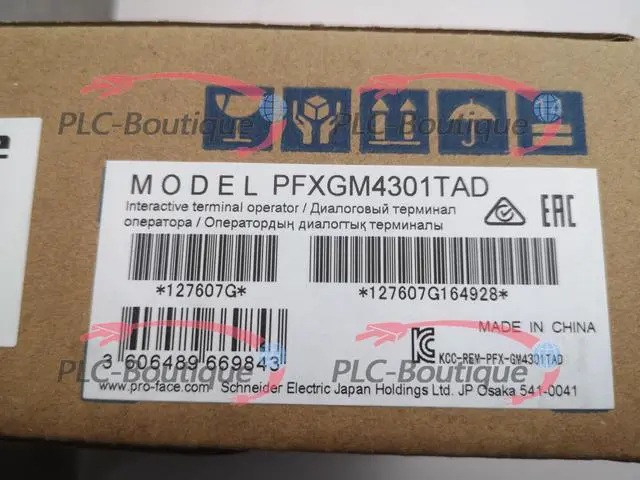 PLC-Boutique PLC-Boutique
MODEL PFXGM4301TAD
Interactive terminal operator / Диалоговый терминал
оператора / Оператордың диалогтық терминалы
EAC
*127607G* *127607G164928*
MADE IN CHINA
3 606489 669843
KCC-REM-PFX-GM4301TAD
PLC-Boutique PLC-Boutique
www.pro-face.com Schneider Electric Japan Holdings Ltd. JP Osaka 541-0041